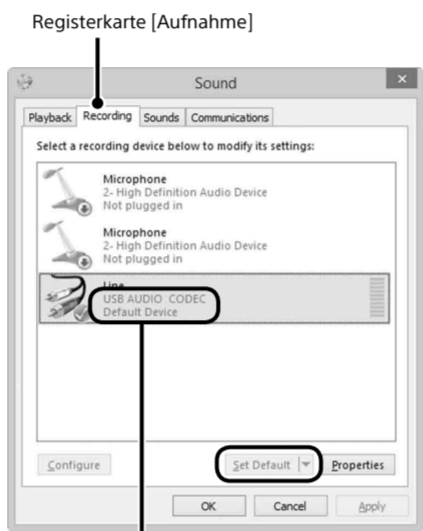 Registerkarte [Aufnahme]
Sound
Playback Recording Sounds Communications
Select a recording device below to modify its settings:
Microphone
2- High Definition Audio Device
Not plugged in
Microphone
2- High Definition Audio Device
Not plugged in
Line
USB AUDIO CODEC
Default Device
Configure Set Default Properties
OK Cancel Apply